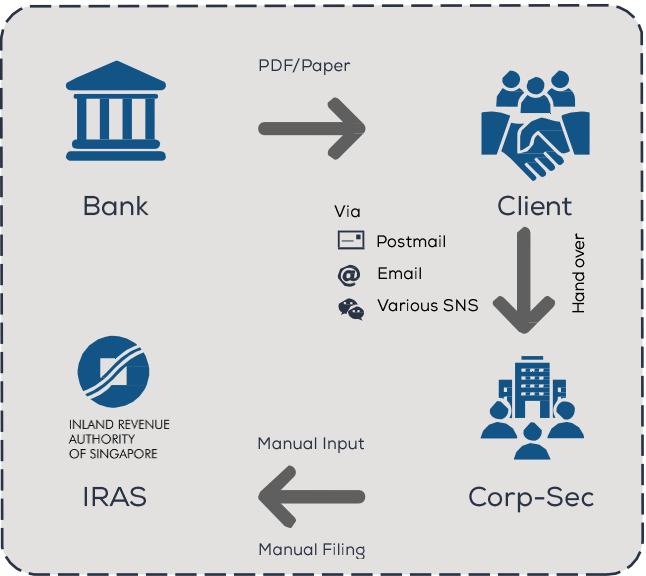 PDF/Paper
Bank
Client
Via
Postmail
Email
Various SNS
Hand over
INLAND REVENUE
AUTHORITY
OF SINGAPORE
IRAS
Manual Input
Manual Filing
Corp-Sec